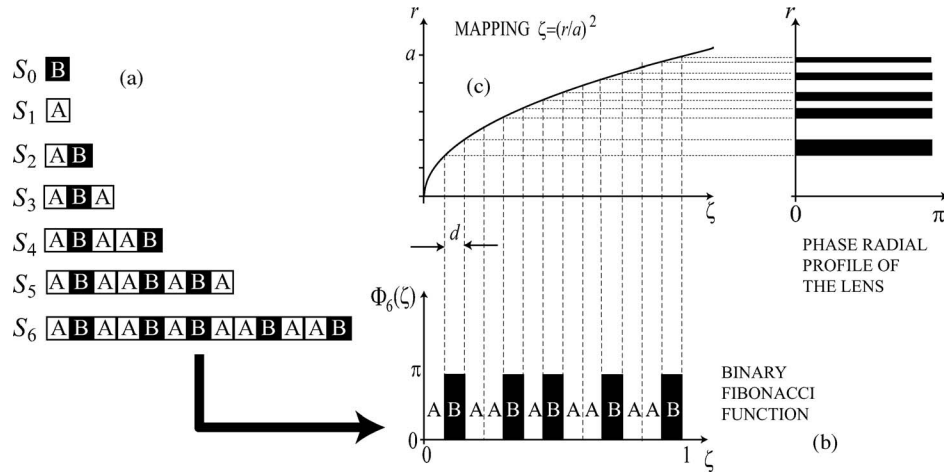 (a)
S0 B
S1 A
S2 A B
S3 A B A
S4 A B A A B
S5 A B A A B A B A
S6 A B A A B A B A A B A A B
r
MAPPING ζ=(r/a)^2
a
(c)
ζ
d
r
0
π
PHASE RADIAL
PROFILE OF
THE LENS
Φ6(ζ)
π
A B A A B A B A A B A A B
0
0
1
ζ
BINARY
FIBONACCI
FUNCTION
(b)